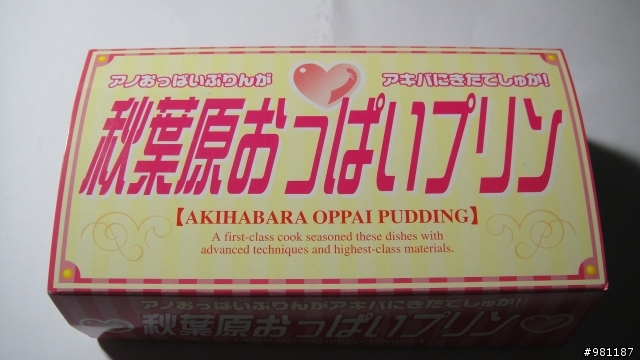 アノおっぱいぷりんが アキバにきたでしゅか!
秋葉原おっぱいプリン
【AKIHABARA OPPAI PUDDING】
A first-class cook seasoned these dishes with
advanced techniques and highest-class materials.
アノおっぱいぷりんがアキバにきたでしゅか!
秋葉原おっぱいプリン
#981187